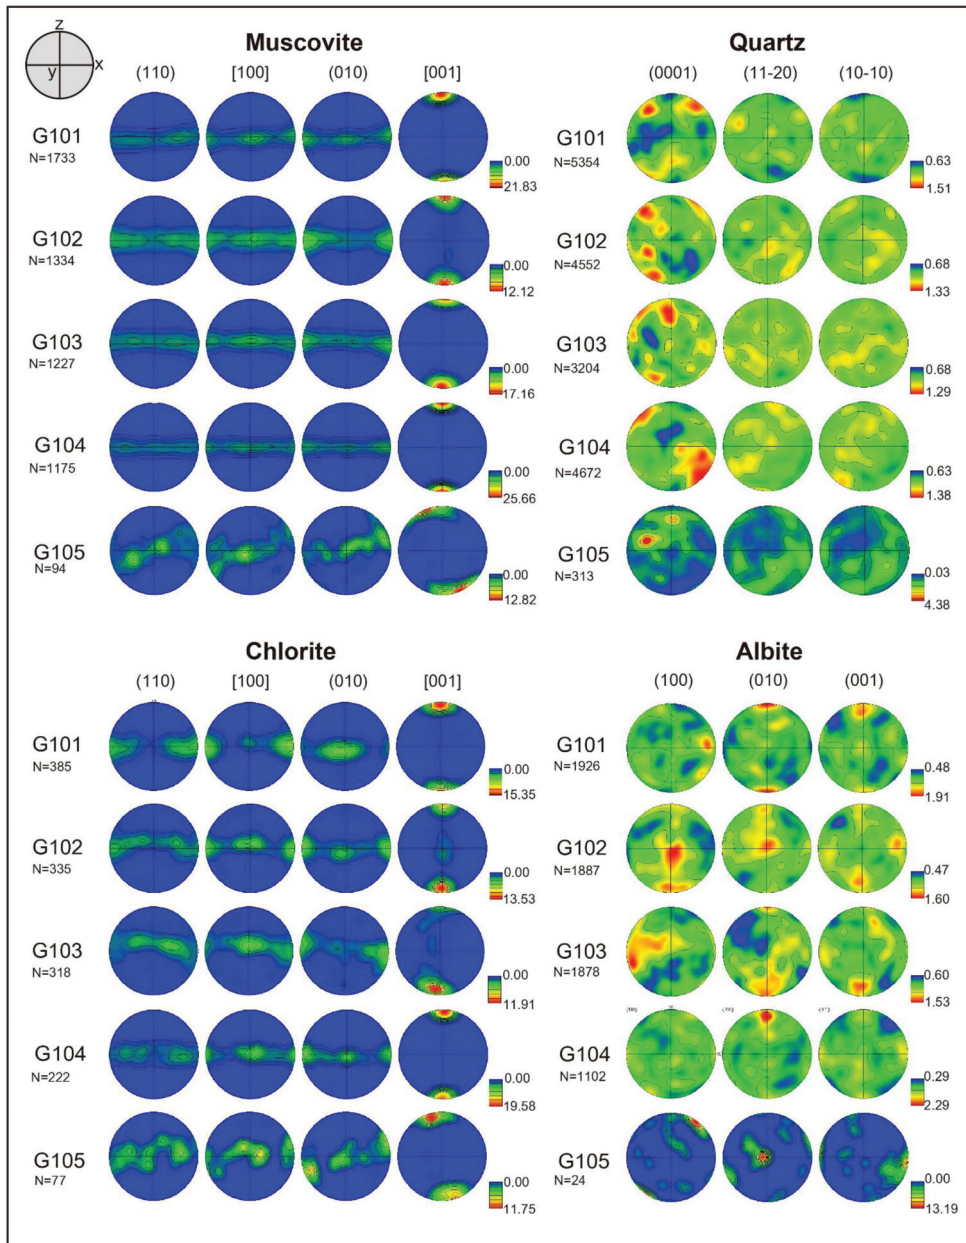 z
y
x
Muscovite
(110) [100] (010) [001]
G101
N=1733
0.00
21.83
G102
N=1334
0.00
12.12
G103
N=1227
0.00
17.16
G104
N=1175
0.00
25.66
G105
N=94
0.00
12.82
Quartz
(0001) (11-20) (10-10)
G101
N=5354
0.63
1.51
G102
N=4552
0.68
1.33
G103
N=3204
0.68
1.29
G104
N=4672
0.63
1.38
G105
N=313
0.03
4.38
Chlorite
(110) [100] (010) [001]
G101
N=385
0.00
15.35
G102
N=335
0.00
13.53
G103
N=318
0.00
11.91
G104
N=222
0.00
19.58
G105
N=77
0.00
11.75
Albite
(100) (010) (001)
G101
N=1926
0.48
1.91
G102
N=1887
0.47
1.60
G103
N=1878
0.60
1.53
G104
N=1102
0.29
2.29
G105
N=24
0.00
13.19